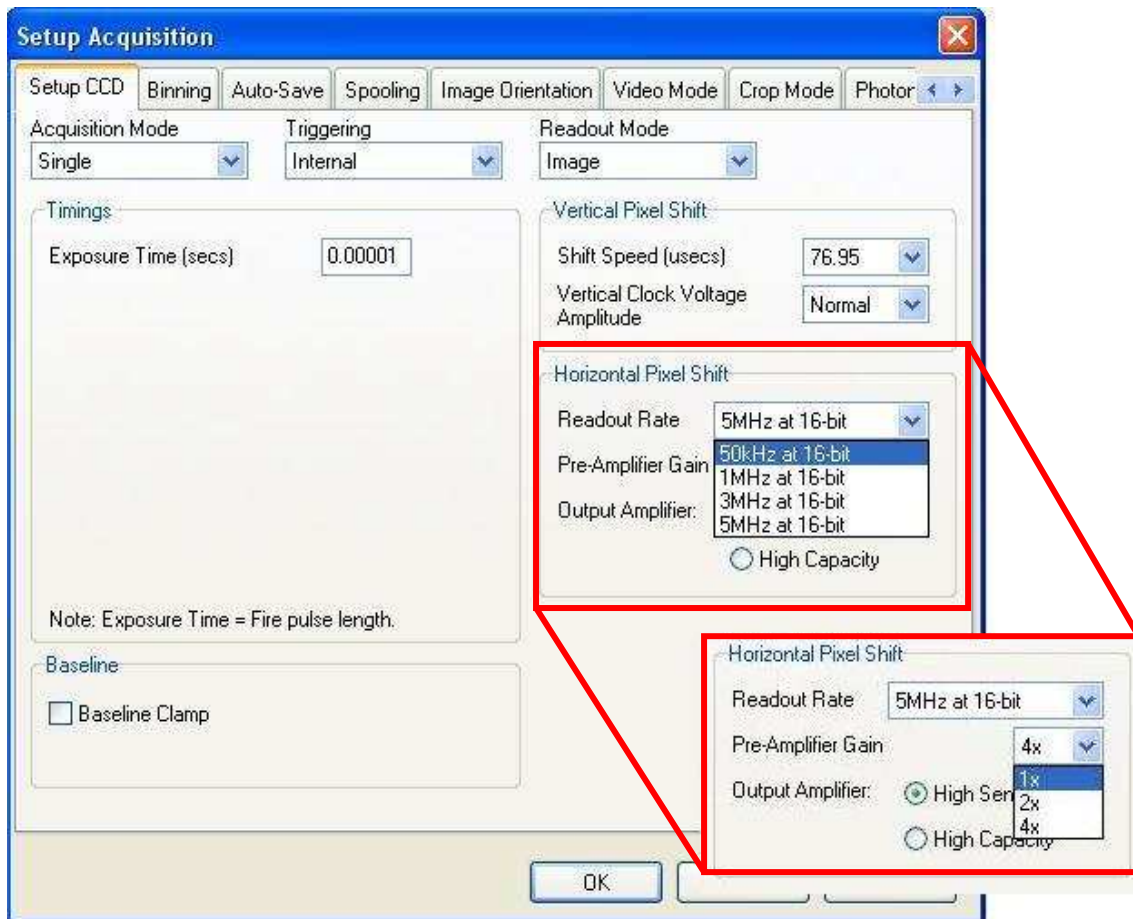 Setup Acquisition
Setup CCD Binning Auto-Save Spooling Image Orientation Video Mode Crop Mode
Acquisition Mode Triggering Readout Mode
Single Internal Image
Timings
Exposure Time (secs) 0.00001
Note: Exposure Time = Fire pulse length.
Vertical Pixel Shift
Shift Speed (usecs) 76.95
Vertical Clock Voltage
Amplitude Normal
Horizontal Pixel Shift
Readout Rate 5MHz at 16-bit
50kHz at 16-bit
Pre-Amplifier Gain 1MHz at 16-bit
3MHz at 16-bit
Output Amplifier: 5MHz at 16-bit
High Capacity
Baseline
Baseline Clamp
Horizontal Pixel Shift
Readout Rate 5MHz at 16-bit
Pre-Amplifier Gain 4x
1x
Output Amplifier: High Sen 2x
4x
High Capacity
OK